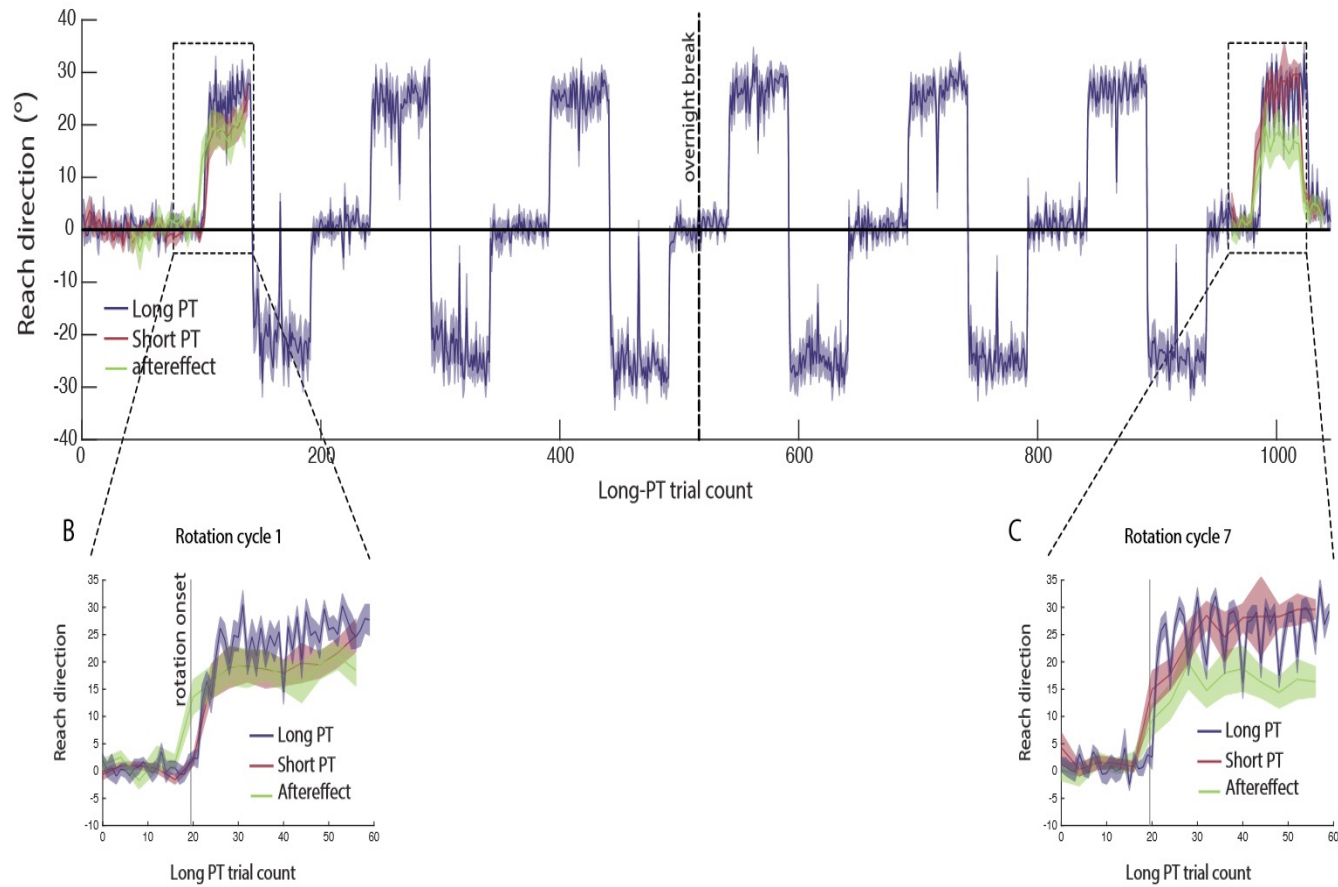 40
30
20
10
0
-10
-20
-30
-40
Reach direction (°)
overnight break
Long PT
Short PT
aftereffect
0 200 400 600 800 1000
Long-PT trial count
B Rotation cycle 1
C Rotation cycle 7
35
30
25
20
15
10
5
0
-5
-10
Reach direction
rotation onset
Long PT
Short PT
Aftereffect
0 10 20 30 40 50 60
Long PT trial count
35
30
25
20
15
10
5
0
-5
-10
Reach direction
Long PT
Short PT
Aftereffect
0 10 20 30 40 50 60
Long PT trial count